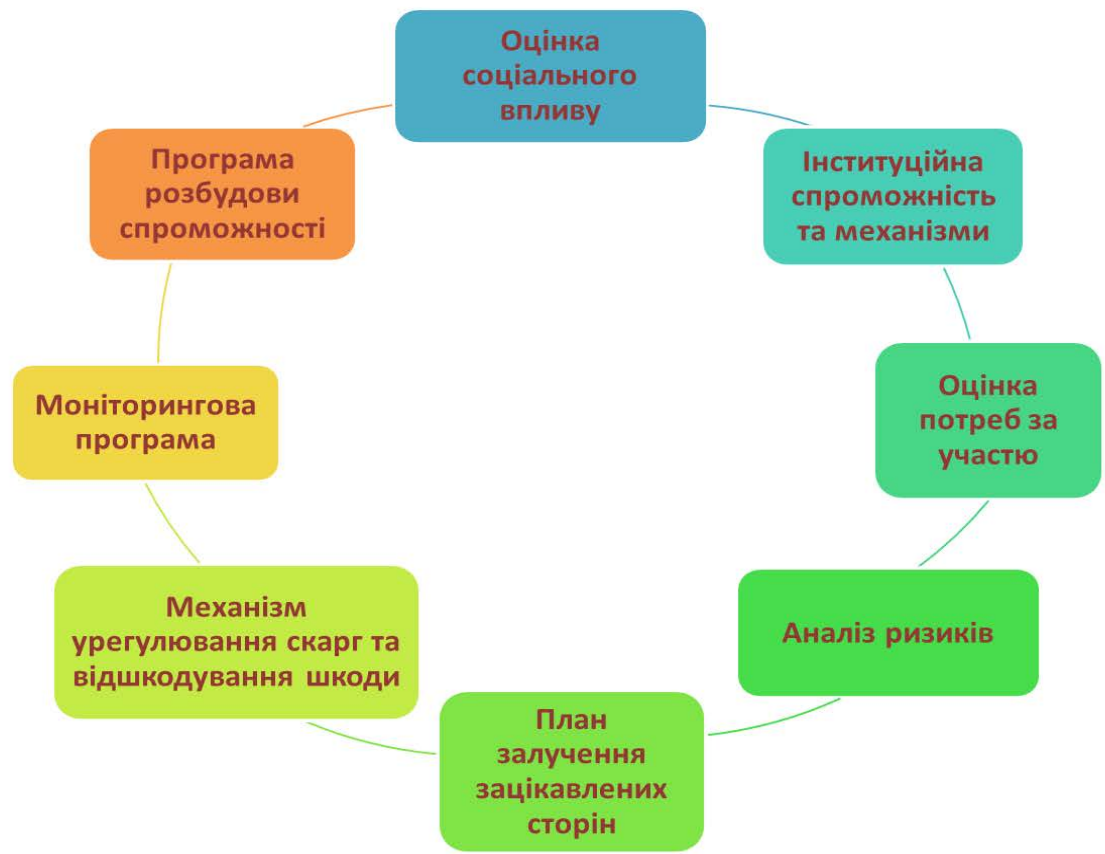 Оцінка
соціального
впливу
Інституційна
спроможність
та механізми
Оцінка
потреб за
участю
Аналіз ризиків
План
залучення
зацікавлених
сторін
Механізм
урегулювання скарг та
відшкодування шкоди
Моніторингова
програма
Програма
розбудови
спроможності